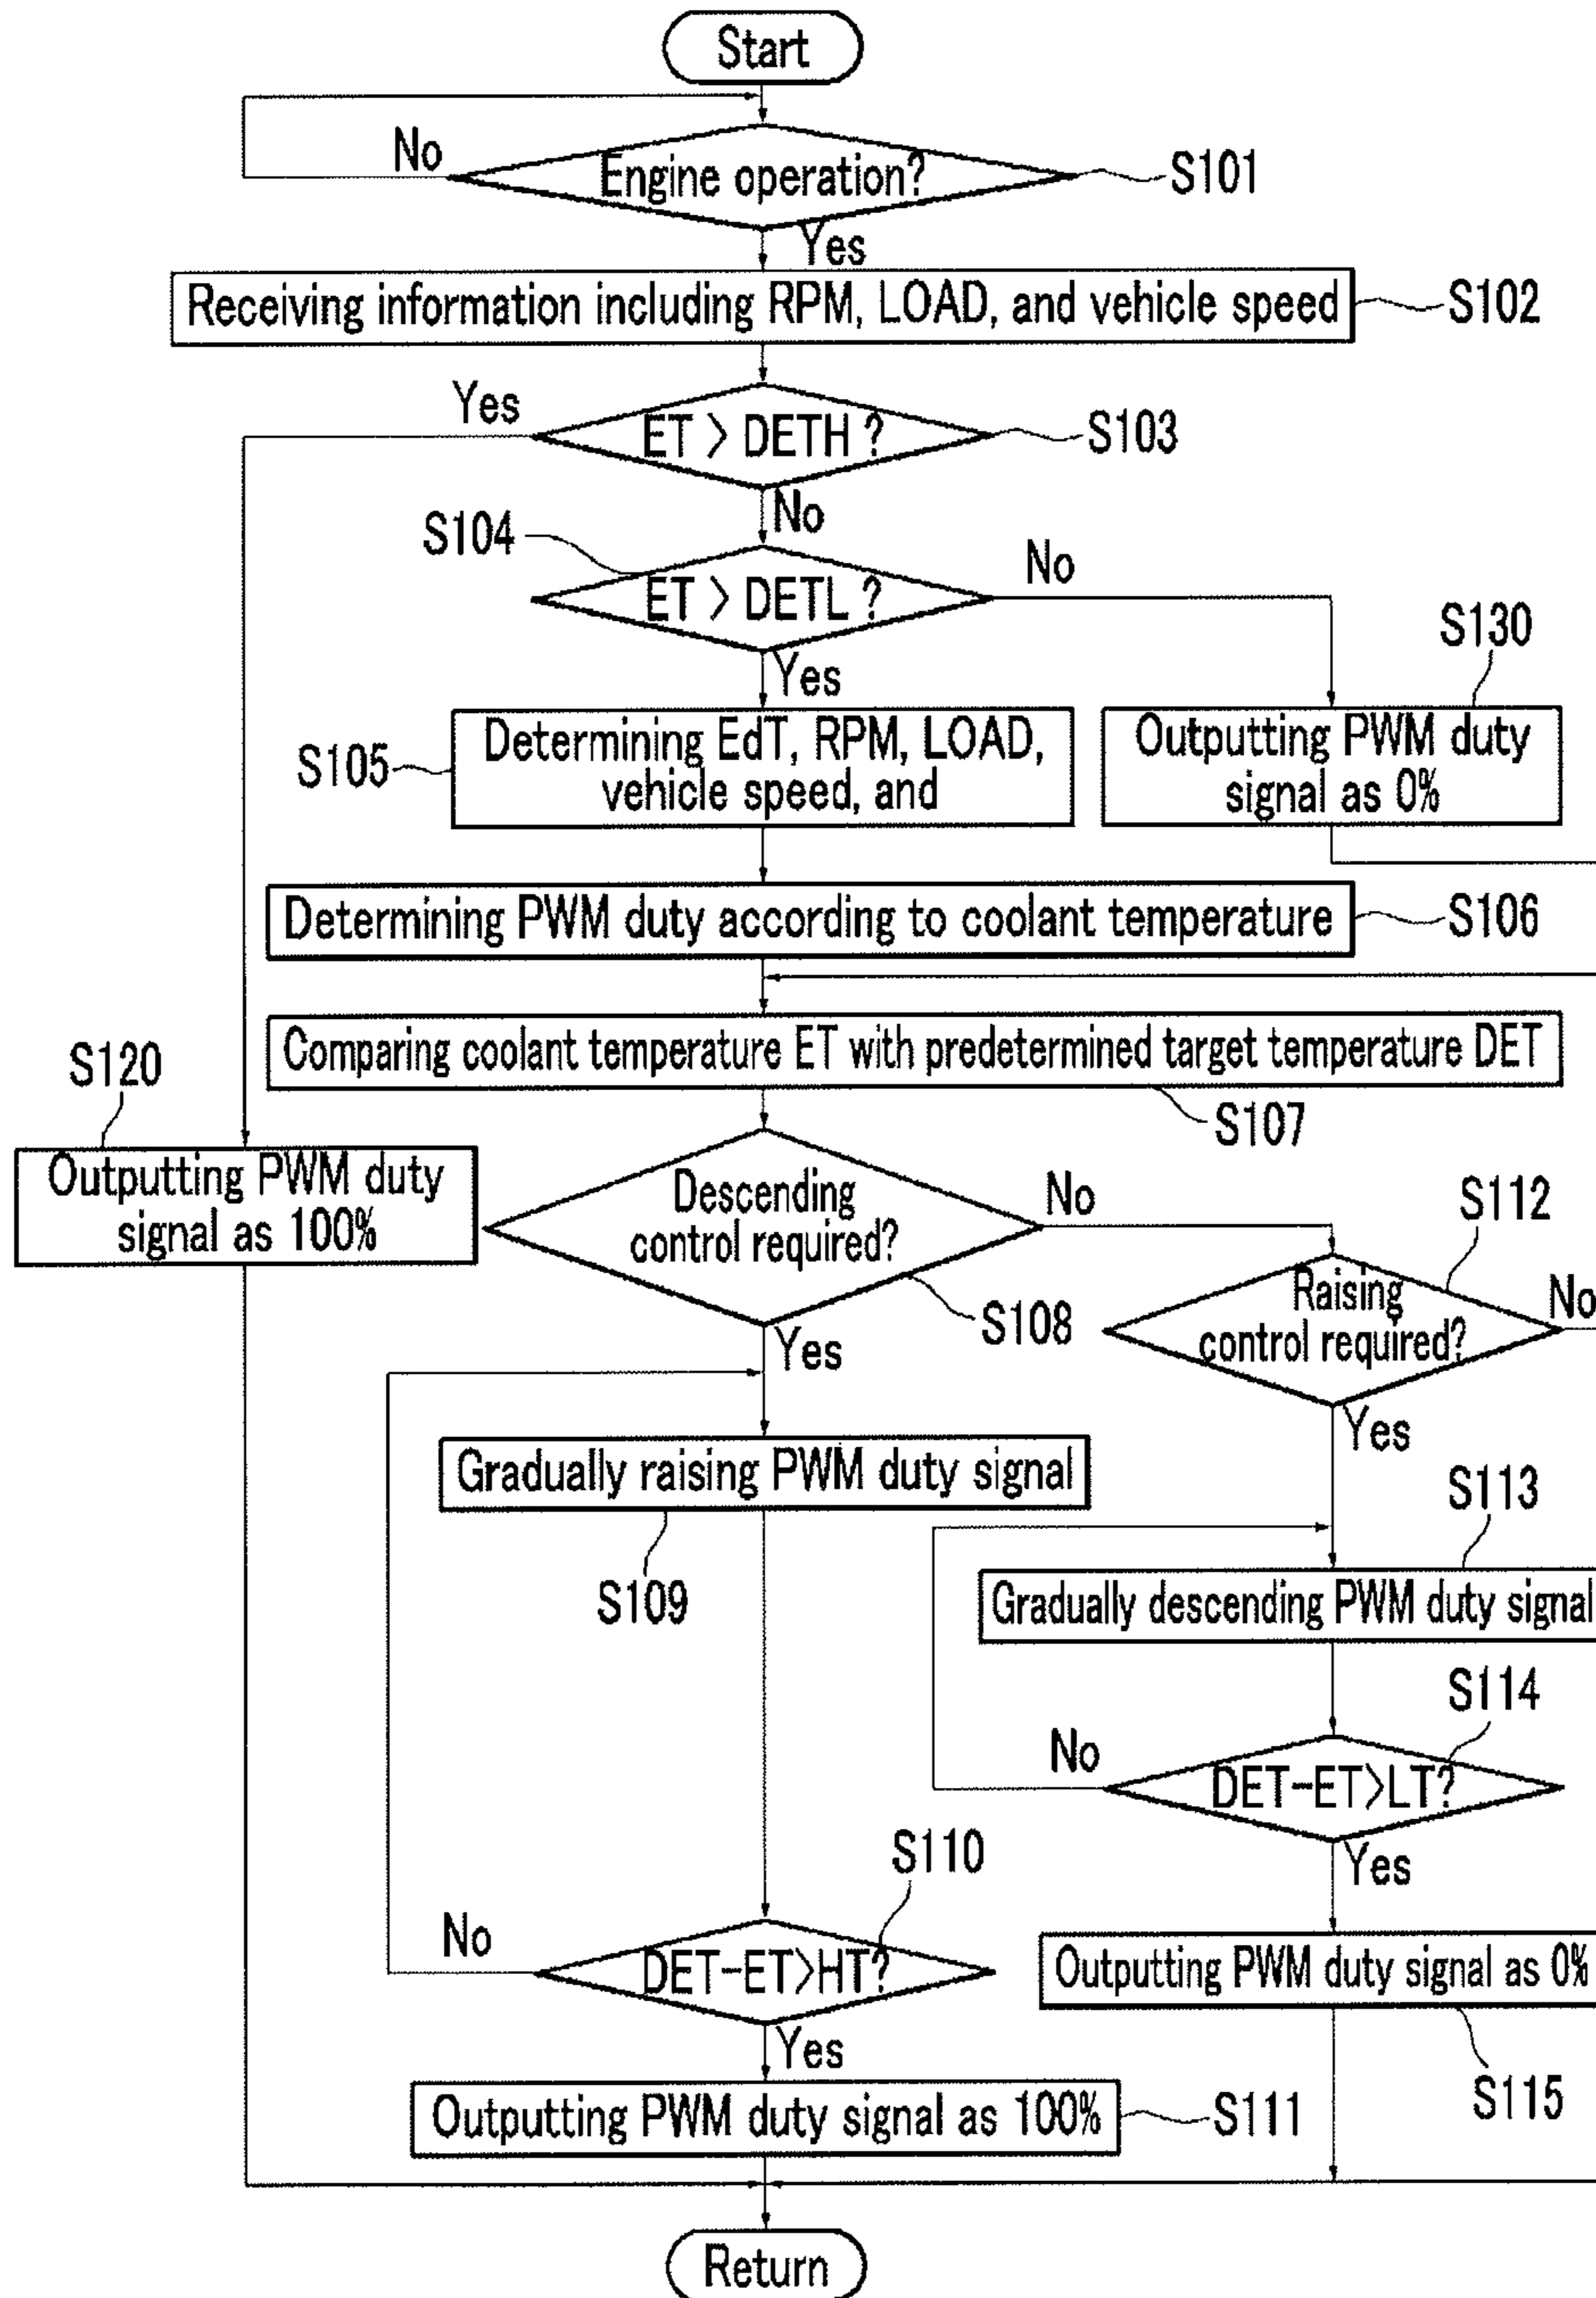 Start
No
Engine operation?
S101
Yes
Receiving information including RPM, LOAD, and vehicle speed
S102
Yes
ET > DETH ?
S103
No
S104
ET > DETL ?
No
Yes
S130
Determining EdT, RPM, LOAD,
vehicle speed, and
S105
Outputting PWM duty
signal as 0%
Determining PWM duty according to coolant temperature
S106
Comparing coolant temperature ET with predetermined target temperature DET
S107
S120
Outputting PWM duty
signal as 100%
Descending
control required?
No
S108
Yes
S112
Raising
control required?
No
Yes
Gradually raising PWM duty signal
S109
S113
Gradually descending PWM duty signal
S114
No
DET-ET>LT?
Yes
S110
No
DET-ET>HT?
Yes
Outputting PWM duty signal as 0%
S115
Outputting PWM duty signal as 100%
S111
Return